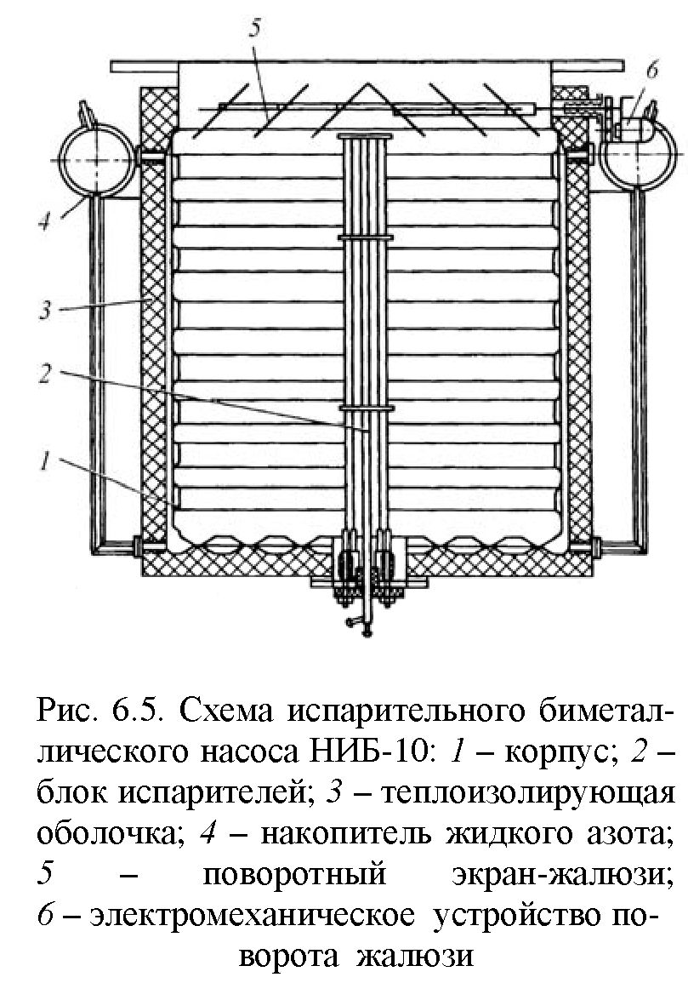 5
6
4
3
2
1
Рис. 6.5. Схема испарительного биметал-
лического насоса НИБ-10: 1 – корпус; 2 –
блок испарителей; 3 – теплоизолирующая
оболочка; 4 – накопитель жидкого азота;
5 – поворотный экран-жалюзи;
6 – электромеханическое устройство по-
ворота жалюзи